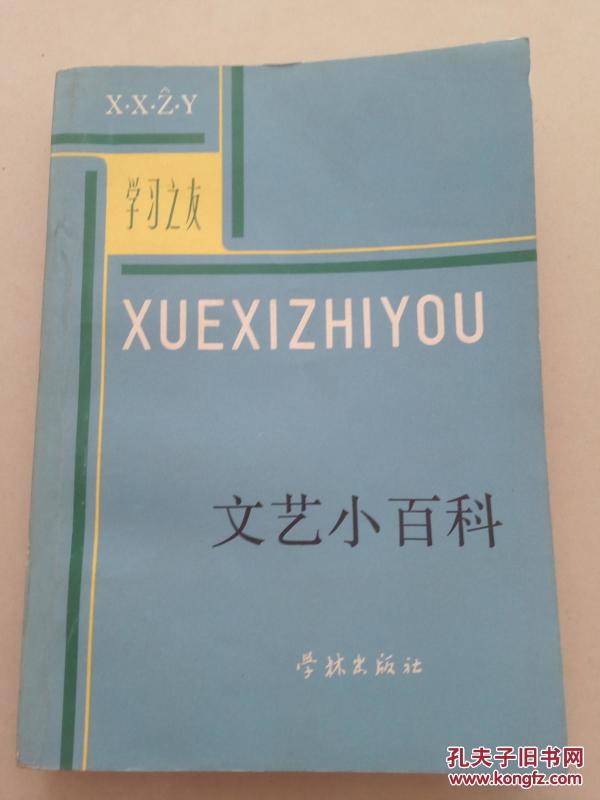 X·X·Ẑ·Y
学习之友
XUEXIZHIYOU
文艺小百科
学林出版社
孔夫子旧书网
www.kongfz.com